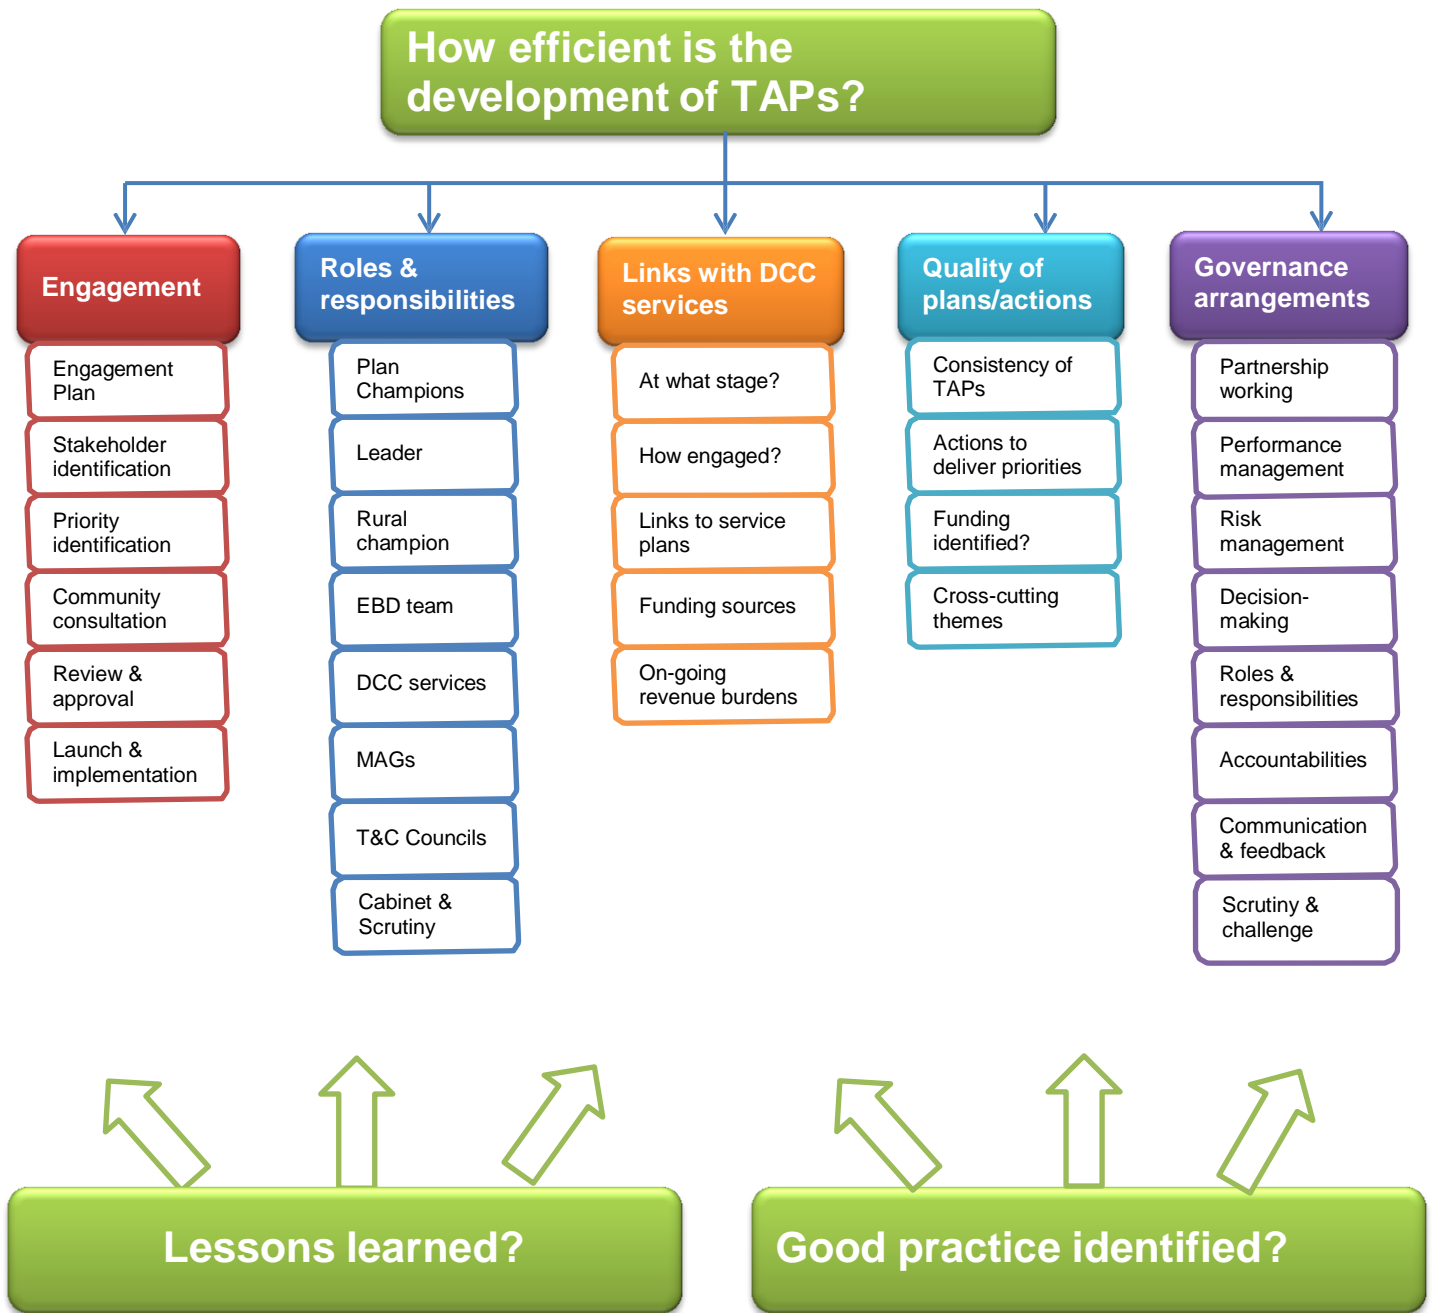 How efficient is the
development of TAPs?
Engagement
Engagement
Plan
Stakeholder
identification
Priority
identification
Community
consultation
Review &
approval
Launch &
implementation
Roles &
responsibilities
Plan
Champions
Leader
Rural
champion
EBD team
DCC services
MAGs
T&C Councils
Cabinet &
Scrutiny
Links with DCC
services
At what stage?
How engaged?
Links to service
plans
Funding sources
On-going
revenue burdens
Quality of
plans/actions
Consistency of
TAPs
Actions to
deliver priorities
Funding
identified?
Cross-cutting
themes
Governance
arrangements
Partnership
working
Performance
management
Risk
management
Decision-
making
Roles &
responsibilities
Accountabilities
Communication
& feedback
Scrutiny &
challenge
Lessons learned?
Good practice identified?